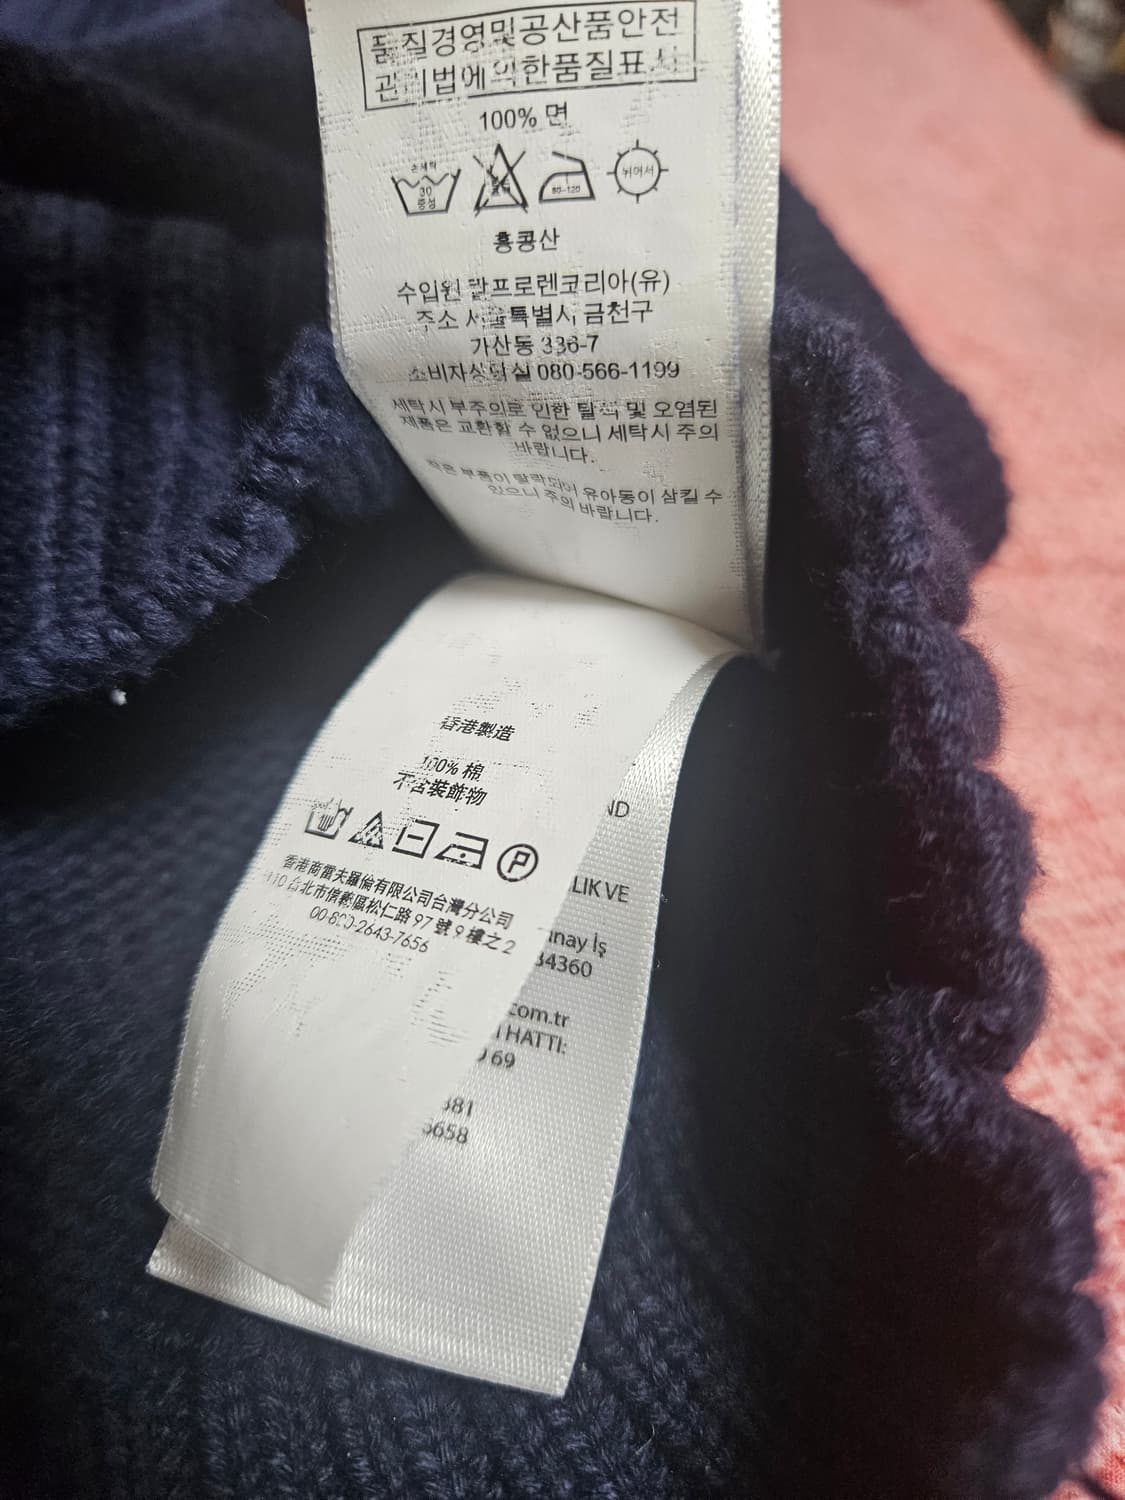 품질경영및공산품안전
관리법에의한품질표시
100% 면
손세탁
30
중성
80-120
뉘어서
홍콩산
수입원 랄프로렌코리아(유)
주소 서울특별시 금천구
가산동 336-7
소비자상담실 080-566-1199
세탁시 부주의로 인한 탈색 및 오염된
제품은 교환할 수 없으니 세탁시 주의
바랍니다.
작은 부품이 탈락되어 유아동이 삼킬 수
있으니 주의 바랍니다.
香港製造
100% 棉
不含裝飾物
P
香港商雷夫羅倫有限公司台灣分公司
110 台北市信義區松仁路 97 號 9 樓之 2
00-800-2643-7656
ND
LIK VE
anay İş
34360
.com.tr
HATTI:
69
381
6658